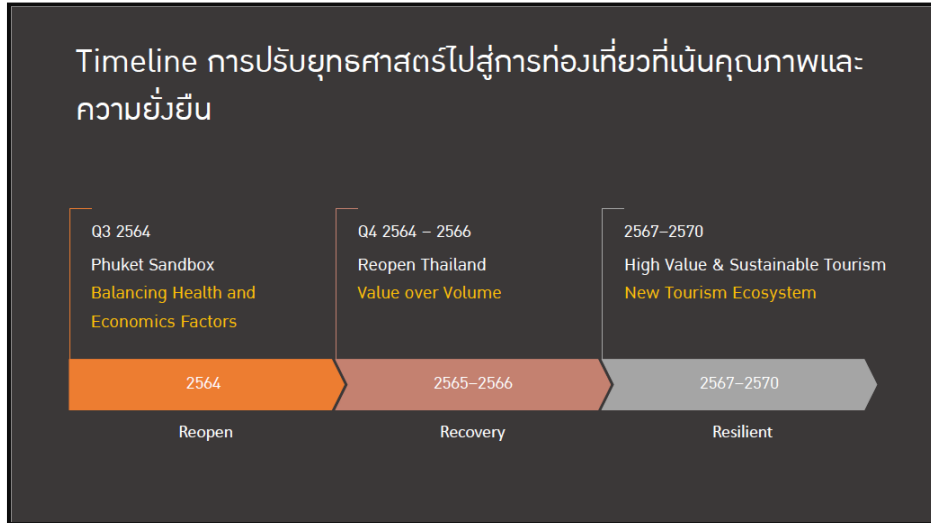 Timeline การปรับยุทธศาสตร์ไปสู่การท่องเที่ยวที่เน้นคุณภาพและ
ความยั่งยืน
Q3 2564
Phuket Sandbox
Balancing Health and
Economics Factors
Q4 2564 – 2566
Reopen Thailand
Value over Volume
2567–2570
High Value & Sustainable Tourism
New Tourism Ecosystem
2564
2565–2566
2567–2570
Reopen
Recovery
Resilient